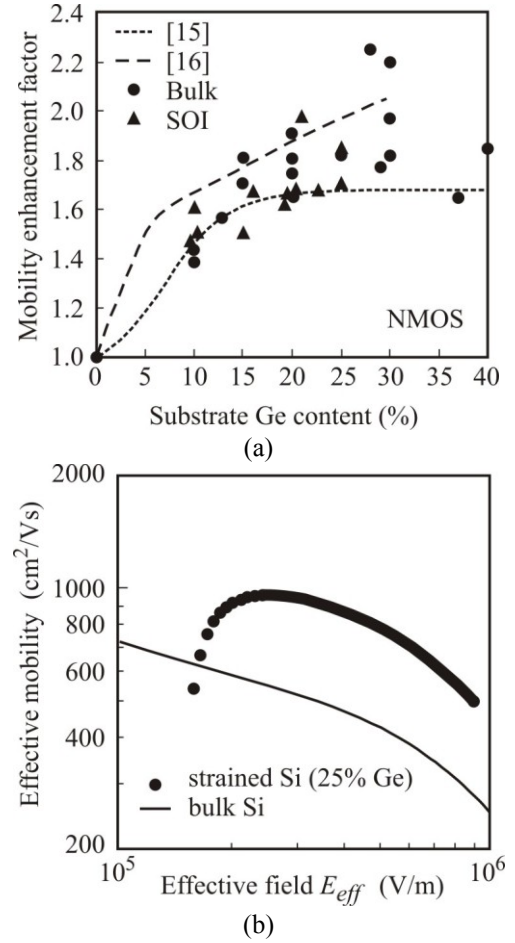 2.4
2.2
2.0
1.8
1.6
1.4
1.2
1.0
Mobility enhancement factor
[15]
[16]
Bulk
SOI
NMOS
0 5 10 15 20 25 30 35 40
Substrate Ge content (%)
(a)
2000
1000
800
600
400
200
Effective mobility (cm²/Vs)
strained Si (25% Ge)
bulk Si
10⁵ 10⁶
Effective field E_eff (V/m)
(b)